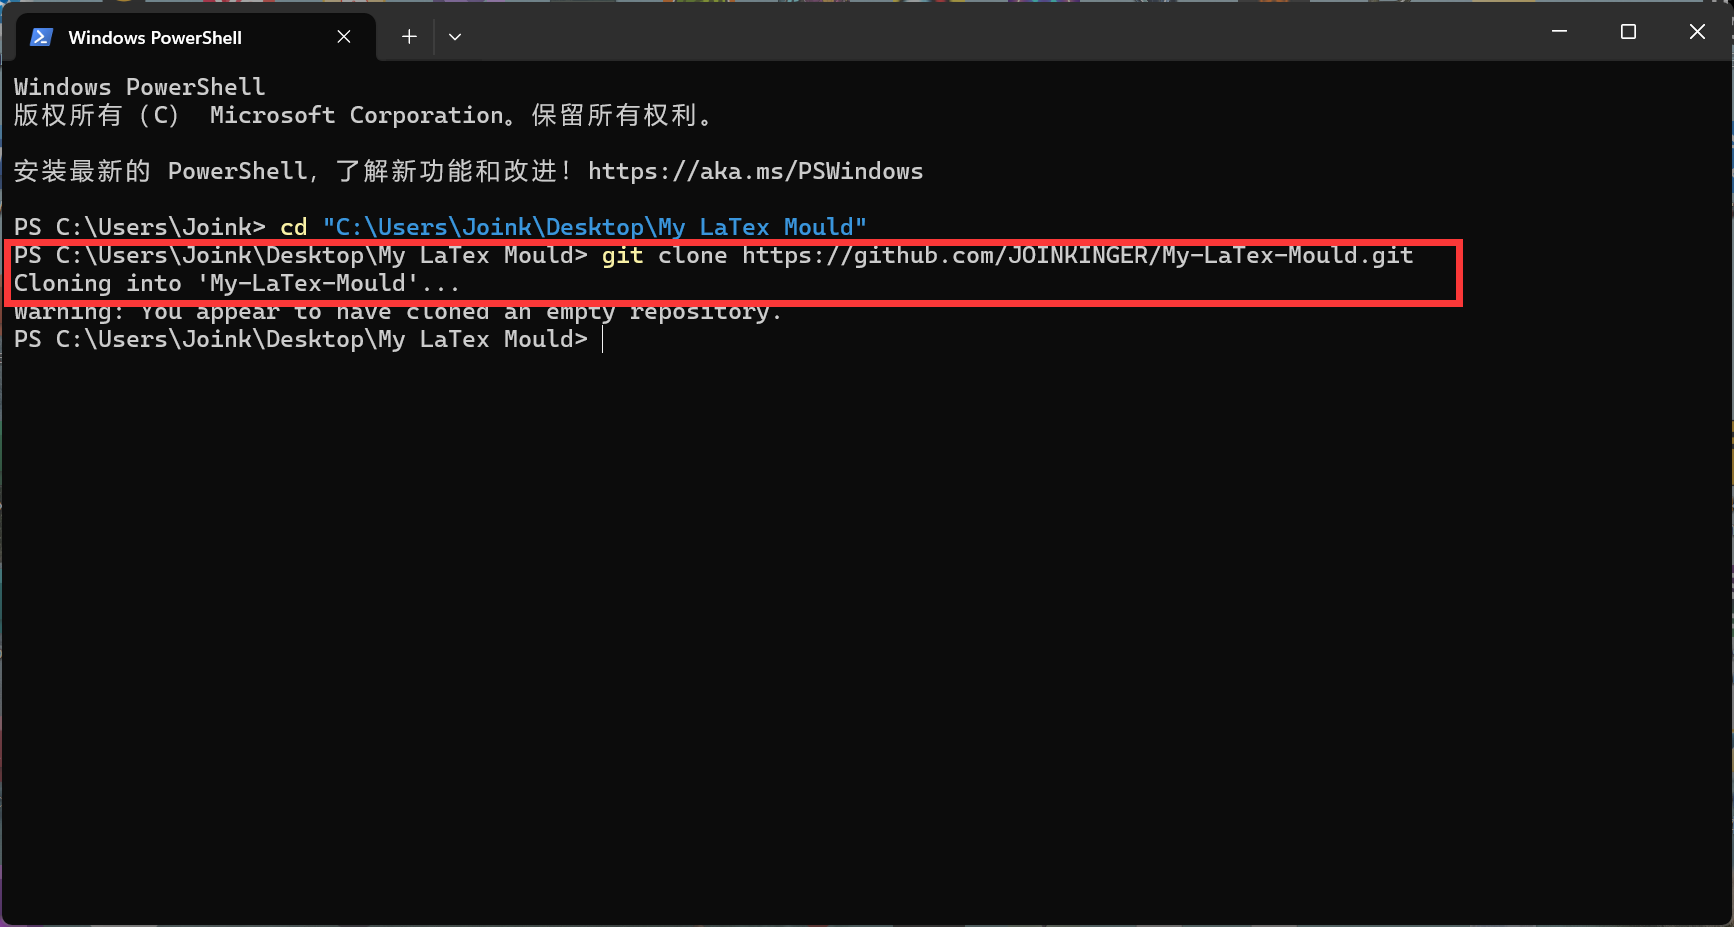 Windows PowerShell
Windows PowerShell
版权所有（C） Microsoft Corporation。保留所有权利。
安装最新的 PowerShell，了解新功能和改进！https://aka.ms/PSWindows
PS C:\Users\Joink> cd "C:\Users\Joink\Desktop\My LaTex Mould"
PS C:\Users\Joink\Desktop\My LaTex Mould> git clone https://github.com/JOINKINGER/My-LaTex-Mould.git
Cloning into 'My-LaTex-Mould'...
warning: You appear to have cloned an empty repository.
PS C:\Users\Joink\Desktop\My LaTex Mould>